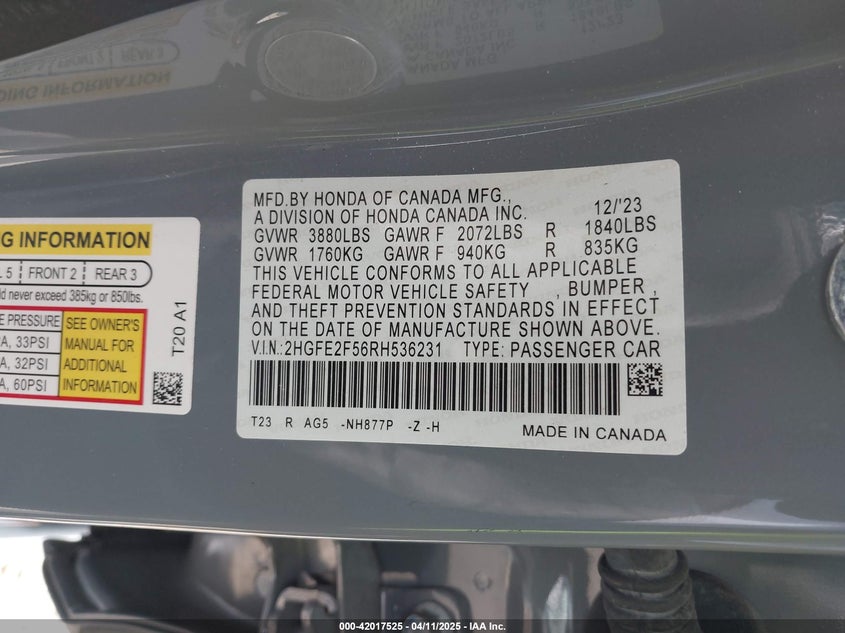 NG INFORMATION
L 5 FRONT 2 REAR 3
ld never exceed 385kg or 850lbs.
E PRESSURE
A, 33PSI
A, 32PSI
A, 60PSI
SEE OWNER'S
MANUAL FOR
ADDITIONAL
INFORMATION
T20 A1
MFD.BY HONDA OF CANADA MFG.,
A DIVISION OF HONDA CANADA INC. 12/'23
GVWR 3880LBS GAWR F 2072LBS R 1840LBS
GVWR 1760KG GAWR F 940KG R 835KG
THIS VEHICLE CONFORMS TO ALL APPLICABLE
FEDERAL MOTOR VEHICLE SAFETY , BUMPER ,
AND THEFT PREVENTION STANDARDS IN EFFECT
ON THE DATE OF MANUFACTURE SHOWN ABOVE.
V.I.N:2HGFE2F56RH536231 TYPE: PASSENGER CAR
T23 R AG5 -NH877P -Z -H
MADE IN CANADA
000-42017525 - 04/11/2025 - IAA Inc.